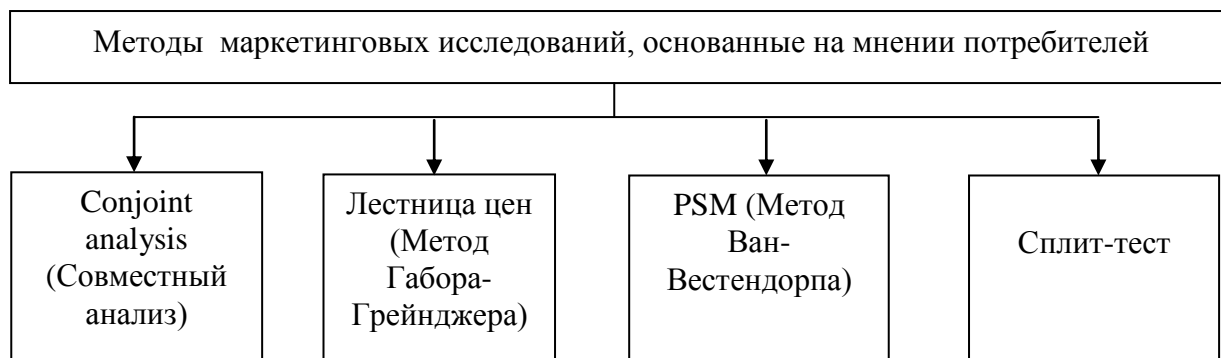 Методы маркетинговых исследований, основанные на мнении потребителей
Conjoint
analysis
(Совместный
анализ)
Лестница цен
(Метод
Габора-
Грейнджера)
PSM (Метод
Ван-
Вестендорпа)
Сплит-тест